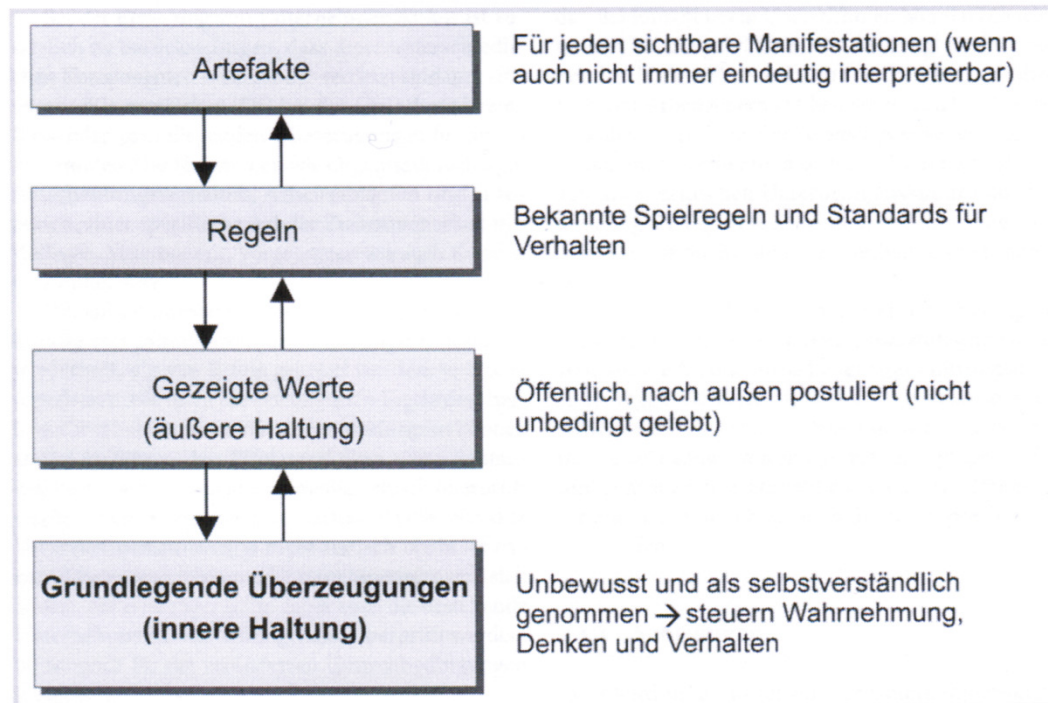 Artefakte
Für jeden sichtbare Manifestationen (wenn
auch nicht immer eindeutig interpretierbar)
Regeln
Bekannte Spielregeln und Standards für
Verhalten
Gezeigte Werte
(äußere Haltung)
Öffentlich, nach außen postuliert (nicht
unbedingt gelebt)
Grundlegende Überzeugungen
(innere Haltung)
Unbewusst und als selbstverständlich
genommen → steuern Wahrnehmung,
Denken und Verhalten